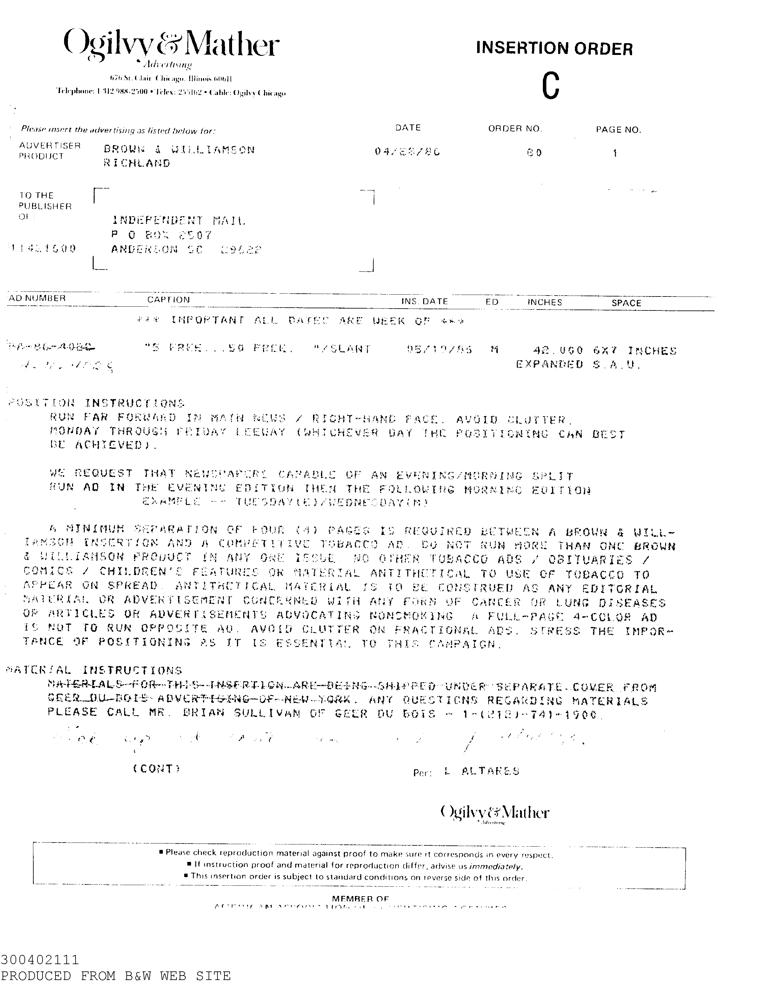 Ogilvy & Mather
Advertising
676 St. Clair Chicago, Illinois 60611
Telephone: 1 312 988-2500 • Telex: 255162 • Cable: Ogilvy Chicago
INSERTION ORDER
C
Please insert the advertising as listed below for:
DATE ORDER NO. PAGE NO.
ADVERTISER BROWN & WILLIAMSON
PRODUCT RICHLAND
04/28/86 60 1
TO THE
PUBLISHER
OF
INDEPENDENT MAIL
P O BOX 2507
ANDERSON SC 29622
AD NUMBER CAPTION INS. DATE ED INCHES SPACE
*** IMPORTANT ALL DATES ARE WEEK OF ***
"5 FREE...50 FREE. "/SLANT 05/19/86 M 42.000 6X7 INCHES
EXPANDED S.A.U.
POSITION INSTRUCTIONS
RUN FAR FORWARD IN MAIN NEWS / RIGHT-HAND PAGE. AVOID CLUTTER.
MONDAY THROUGH FRIDAY LEEWAY (WHICHEVER DAY THE POSITIONING CAN BEST
BE ACHIEVED).
WE REQUEST THAT NEWSPAPERS CAPABLE OF AN EVENING/MORNING SPLIT
RUN AD IN THE EVENING EDITION THEN THE FOLLOWING MORNING EDITION
EXAMPLE -- TUESDAY(E)/WEDNESDAY(M)
A MINIMUM SEPARATION OF FOUR (4) PAGES IS REQUIRED BETWEEN A BROWN & WILL-
IAMSON INSERTION AND A COMPETITIVE TOBACCO AD. DO NOT RUN MORE THAN ONE BROWN
& WILLIAMSON PRODUCT IN ANY ONE ISSUE. NO OTHER TOBACCO ADS / OBITUARIES /
COMICS / CHILDREN'S FEATURES OR MATERIAL ANTITHETICAL TO USE OF TOBACCO TO
APPEAR ON SPREAD. ANTITHETICAL MATERIAL IS TO BE CONSTRUED AS ANY EDITORIAL
MATERIAL OR ADVERTISEMENT CONCERNED WITH ANY FORM OF CANCER OR LUNG DISEASES
OR ARTICLES OR ADVERTISEMENTS ADVOCATING NONSMOKING. A FULL-PAGE 4-COLOR AD
IS NOT TO RUN OPPOSITE AD. AVOID CLUTTER ON FRACTIONAL ADS. STRESS THE IMPOR-
TANCE OF POSITIONING AS IT IS ESSENTIAL TO THIS CAMPAIGN.
MATERIAL INSTRUCTIONS
MATERIALS FOR THIS INSERTION ARE BEING SHIPPED UNDER SEPARATE COVER FROM
GEER DU BOIS ADVERTISING OF NEW YORK. ANY QUESTIONS REGARDING MATERIALS
PLEASE CALL MR. BRIAN SULLIVAN OF GEER DU BOIS - 1-(212)-741-1900.
(CONT) Per: L ALTARES
Ogilvy & Mather
Advertising
■ Please check reproduction material against proof to make sure it corresponds in every respect.
■ If instruction proof and material for reproduction differ, advise us immediately.
■ This insertion order is subject to standard conditions on reverse side of this order.
MEMBER OF
300402111
PRODUCED FROM B&W WEB SITE